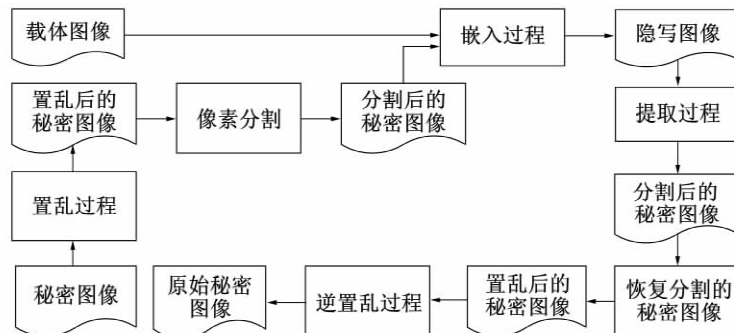 载体图像
嵌入过程
隐写图像
置乱后的
秘密图像
像素分割
分割后的
秘密图像
提取过程
置乱过程
分割后的
秘密图像
秘密图像
原始秘密
图像
逆置乱过程
置乱后的
秘密图像
恢复分割的
秘密图像